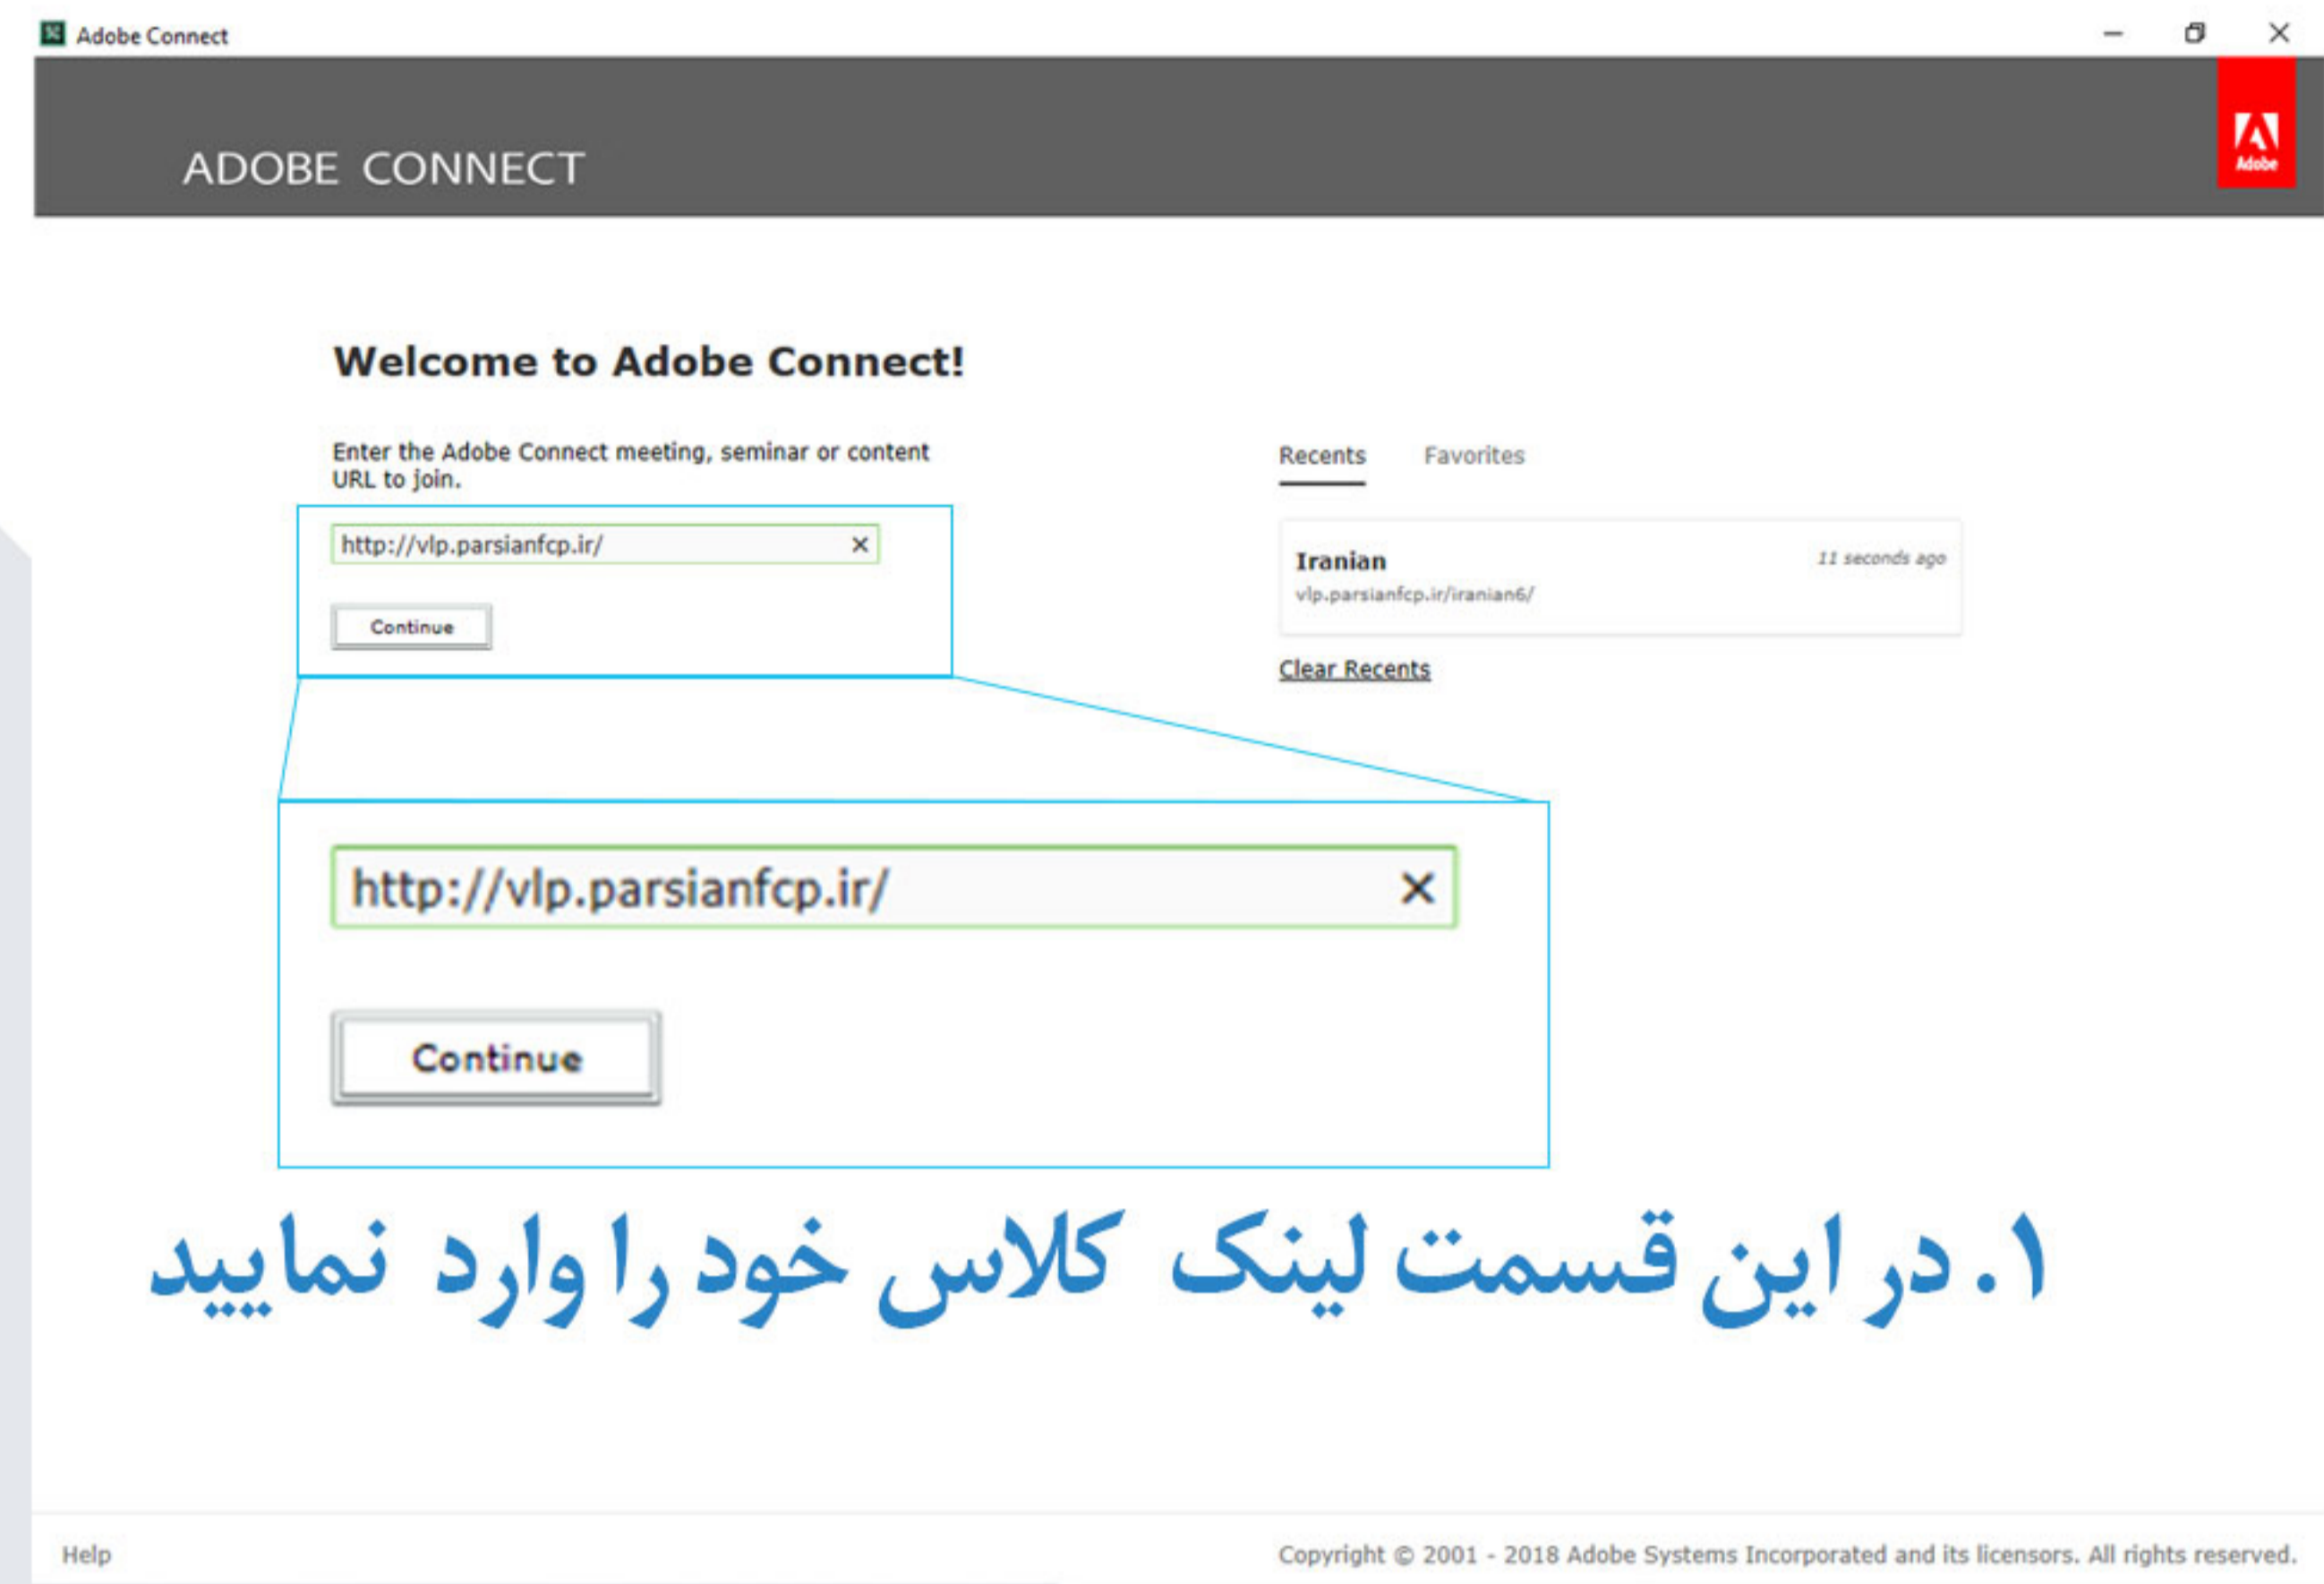 Adobe Connect
ADOBE CONNECT
Adobe
Welcome to Adobe Connect!
Enter the Adobe Connect meeting, seminar or content
URL to join.
http://vlp.parsianfcp.ir/
Continue
Recents Favorites
Iranian 11 seconds ago
vlp.parsianfcp.ir/iranian6/
Clear Recents
http://vlp.parsianfcp.ir/
Continue
۱. در این قسمت لینک کلاس خود را وارد نمایید
Help
Copyright © 2001 - 2018 Adobe Systems Incorporated and its licensors. All rights reserved.